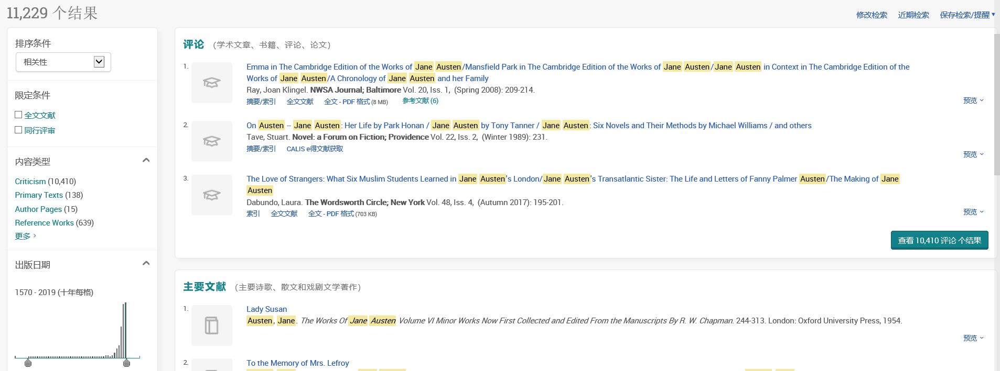 11,229 个结果
修改检索 近期检索 保存检索/提醒
排序条件
相关性
限定条件
全文文献
同行评审
内容类型
Criticism (10,410)
Primary Texts (138)
Author Pages (15)
Reference Works (639)
更多
出版日期
1570 - 2019 (十年每格)
评论 (学术文章、书籍、评论、论文)
1.
Emma in The Cambridge Edition of the Works of Jane Austen/Mansfield Park in The Cambridge Edition of the Works of Jane Austen/Jane Austen in Context in The Cambridge Edition of the
Works of Jane Austen/A Chronology of Jane Austen and her Family
Ray, Joan Klingel. NWSA Journal; Baltimore Vol. 20, Iss. 1, (Spring 2008): 209-214.
摘要/索引 全文文献 全文 - PDF 格式 (8 MB) 参考文献 (6)
预览
2.
On Austen -- Jane Austen: Her Life by Park Honan / Jane Austen by Tony Tanner / Jane Austen: Six Novels and Their Methods by Michael Williams / and others
Tave, Stuart. Novel: a Forum on Fiction; Providence Vol. 22, Iss. 2, (Winter 1989): 231.
摘要/索引 CALIS e得文献获取
预览
3.
The Love of Strangers: What Six Muslim Students Learned in Jane Austen's London/Jane Austen's Transatlantic Sister: The Life and Letters of Fanny Palmer Austen/The Making of Jane
Austen
Dabundo, Laura. The Wordsworth Circle; New York Vol. 48, Iss. 4, (Autumn 2017): 195-201.
索引 全文文献 全文 - PDF 格式 (703 KB)
预览
查看 10,410 评论 个结果
主要文献 (主要诗歌、散文和戏剧文学著作)
1.
Lady Susan
Austen, Jane. The Works Of Jane Austen Volume VI Minor Works Now First Collected and Edited From the Manuscripts By R. W. Chapman. 244-313. London: Oxford University Press, 1954.
预览
2.
To the Memory of Mrs. Lefroy